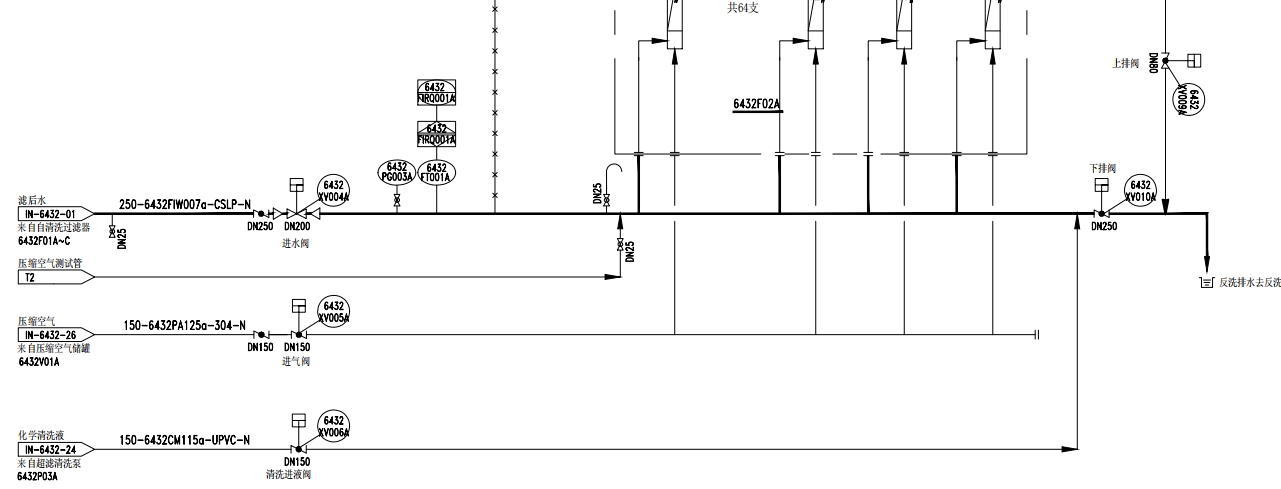 共64支
上排阀
DN80
6432
XV009A
6432
FIRQ001A
6432
FIRQ001A
6432F02A
6432
PG003A
6432
FT001A
下排阀
滤后水
IN-6432-01
来自自清洗过滤器
6432F01A~C
250-6432FIW007a-CSLP-N
DN25
DN250
6432
XV004A
DN200
进水阀
DN25
DN25
6432
XV010A
DN250
反洗排水去反洗
压缩空气测试管
T2
压缩空气
IN-6432-26
来自压缩空气储罐
6432V01A
150-6432PA125a-304-N
DN150
6432
XV005A
DN150
进气阀
化学清洗液
IN-6432-24
来自超滤清洗泵
6432P03A
150-6432CM115a-UPVC-N
6432
XV006A
DN150
清洗进液阀